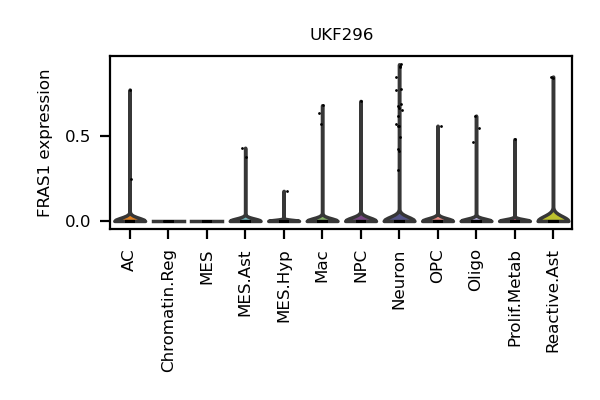 UKF296
FRAS1 expression
0.5
0.0
AC
Chromatin.Reg
MES
MES.Ast
MES.Hyp
Mac
NPC
Neuron
OPC
Oligo
Prolif.Metab
Reactive.Ast